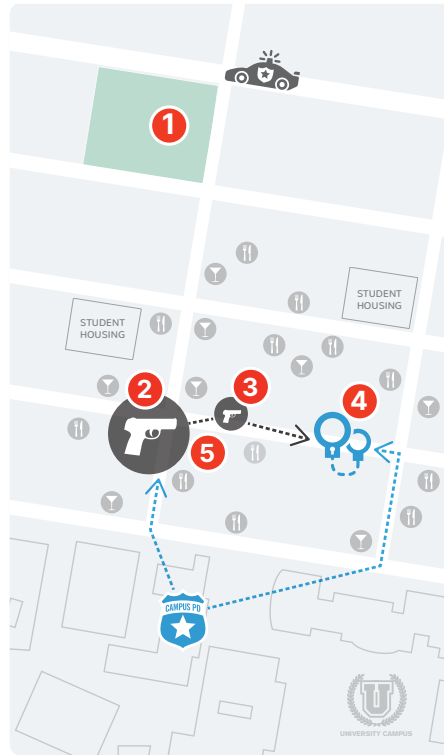 1
STUDENT
HOUSING
STUDENT
HOUSING
2
3
4
5
CAMPUS PD
U
UNIVERSITY CAMPUS